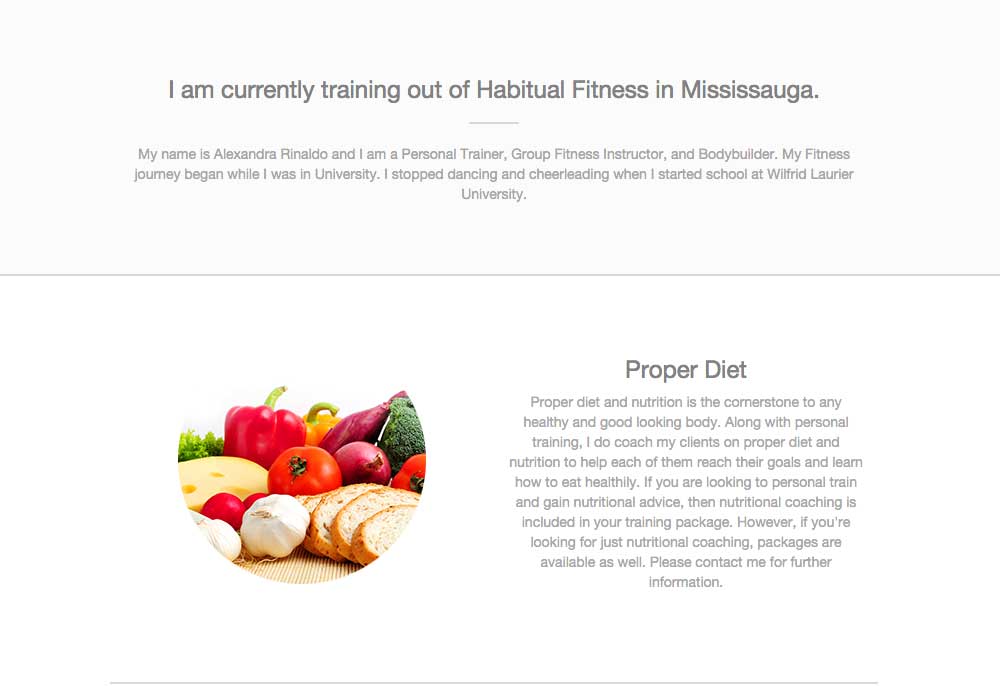 I am currently training out of Habitual Fitness in Mississauga.
My name is Alexandra Rinaldo and I am a Personal Trainer, Group Fitness Instructor, and Bodybuilder. My Fitness
journey began while I was in University. I stopped dancing and cheerleading when I started school at Wilfrid Laurier
University.
Proper Diet
Proper diet and nutrition is the cornerstone to any
healthy and good looking body. Along with personal
training, I do coach my clients on proper diet and
nutrition to help each of them reach their goals and learn
how to eat healthily. If you are looking to personal train
and gain nutritional advice, then nutritional coaching is
included in your training package. However, if you're
looking for just nutritional coaching, packages are
available as well. Please contact me for further
information.